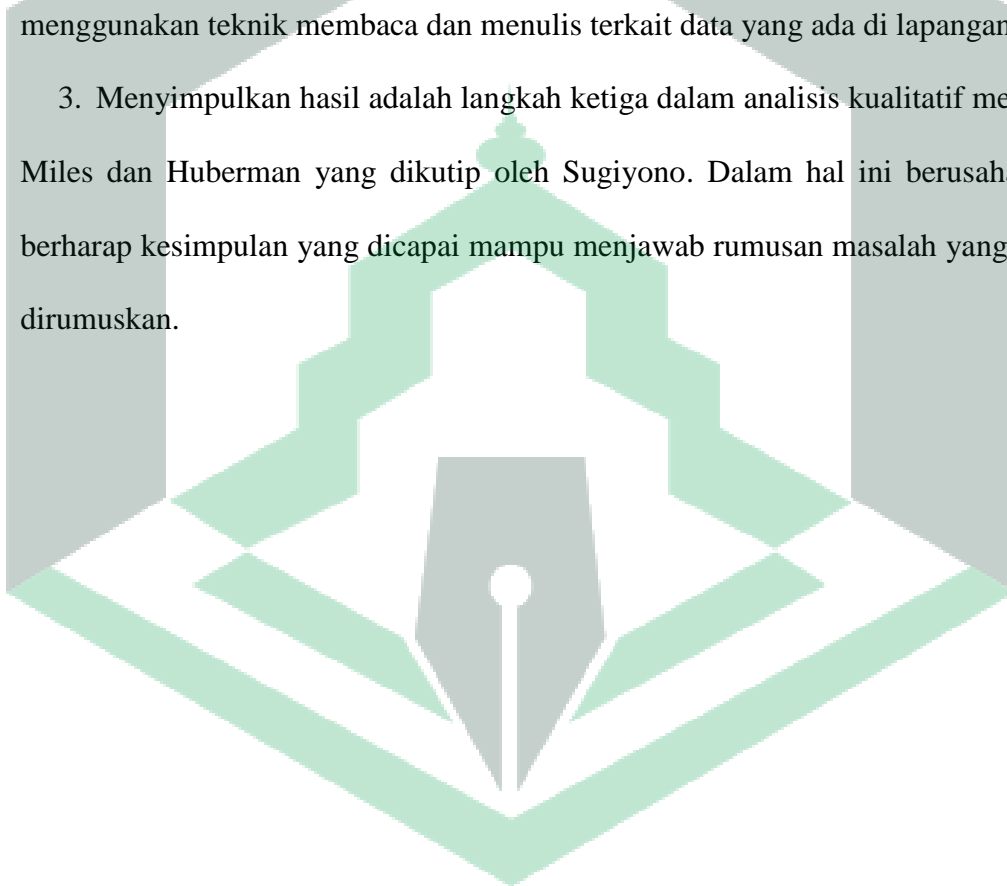 menggunakan teknik membaca dan menulis terkait data yang ada di lapangan
3. Menyimpulkan hasil adalah langkah ketiga dalam analisis kualitatif me
Miles dan Huberman yang dikutip oleh Sugiyono. Dalam hal ini berusaha
berharap kesimpulan yang dicapai mampu menjawab rumusan masalah yang
dirumuskan.